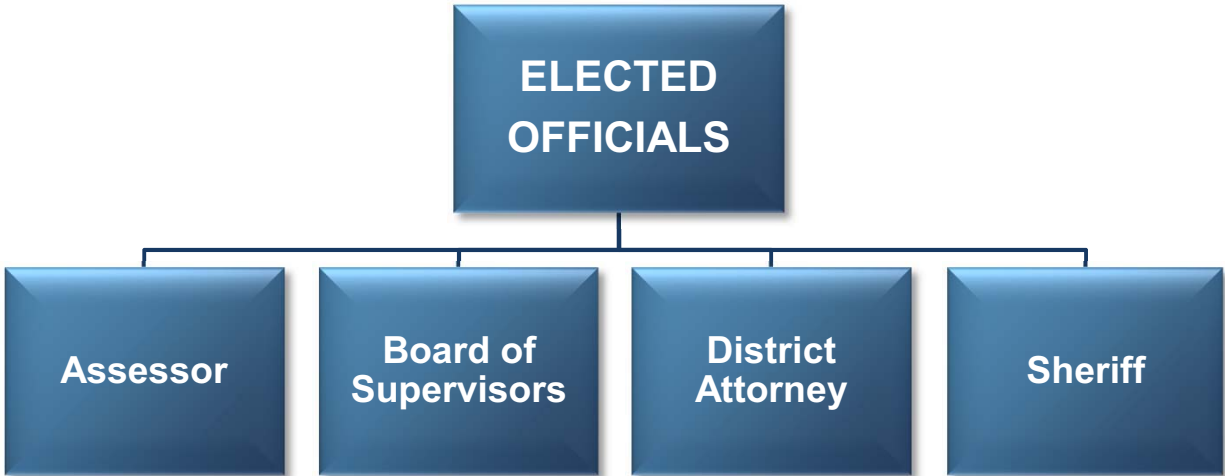 ELECTED
OFFICIALS
Assessor
Board of
Supervisors
District
Attorney
Sheriff